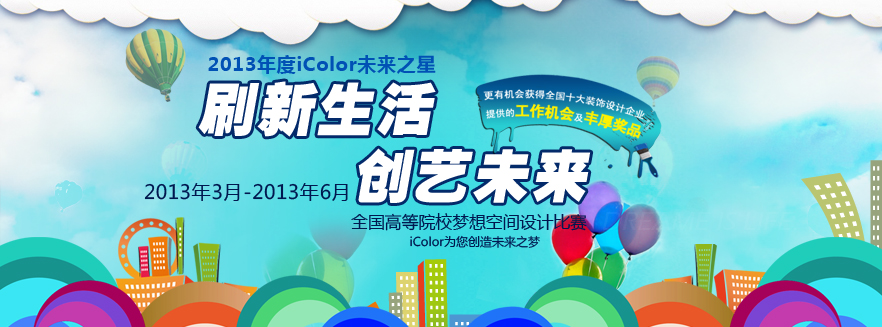 2013年度iColor未来之星
刷新生活
更有机会获得全国十大装饰设计企业
提供的工作机会及丰厚奖品
创艺未来
2013年3月-2013年6月
全国高等院校梦想空间设计比赛
iColor为您创造未来之梦